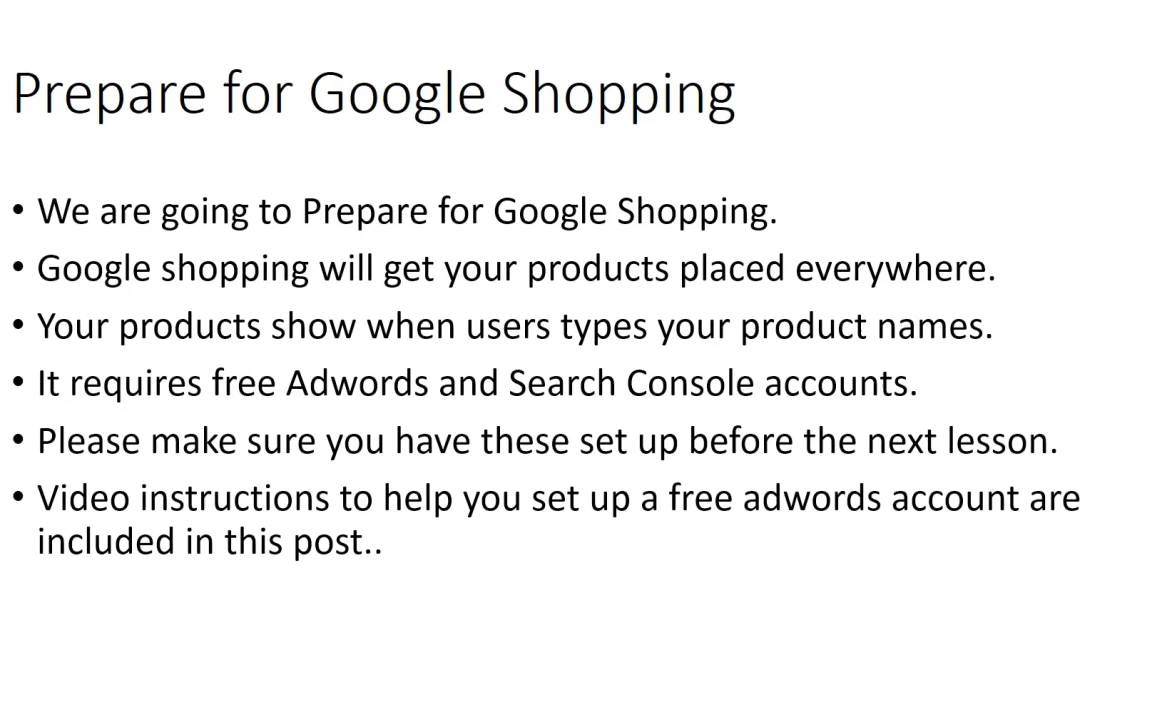 Prepare for Google Shopping
• We are going to Prepare for Google Shopping.
• Google shopping will get your products placed everywhere.
• Your products show when users types your product names.
• It requires free Adwords and Search Console accounts.
• Please make sure you have these set up before the next lesson.
• Video instructions to help you set up a free adwords account are
included in this post..